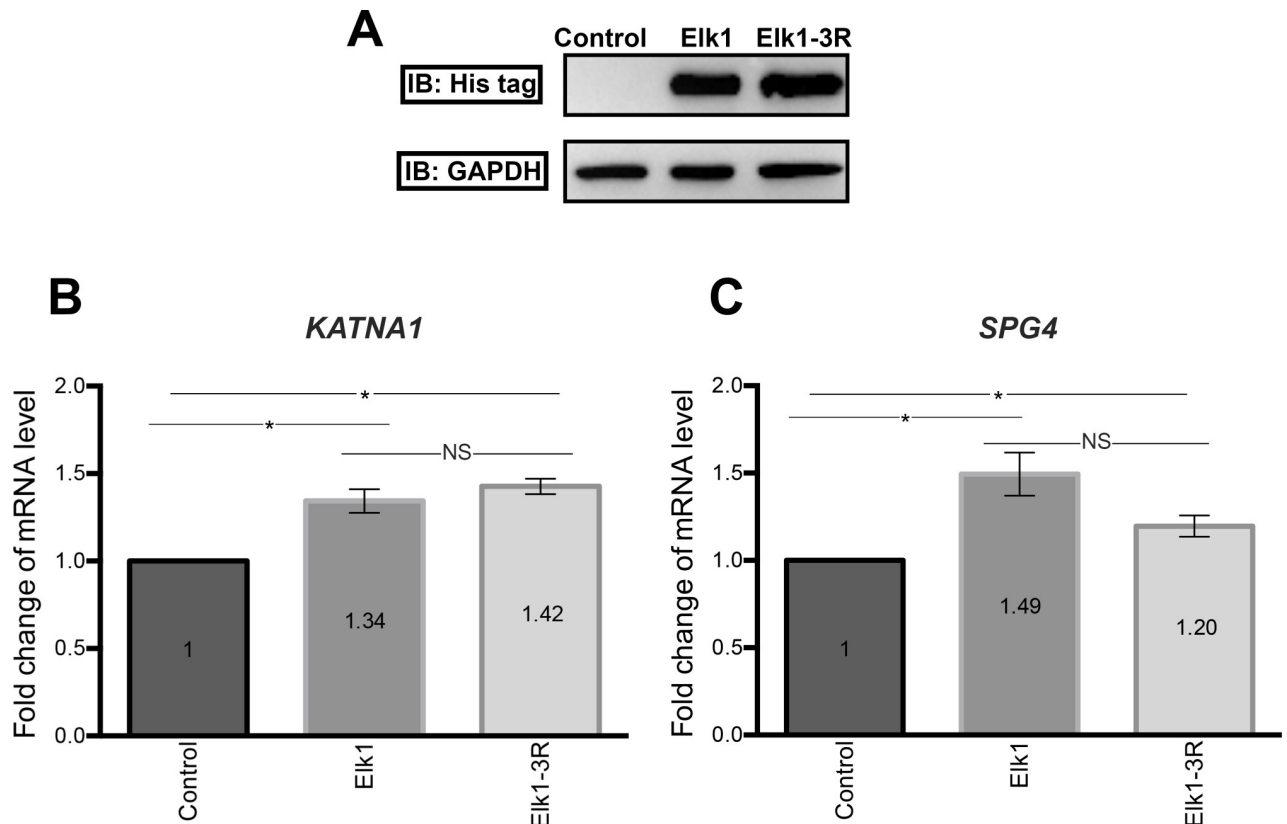 A
Control Elk1 Elk1-3R
IB: His tag
IB: GAPDH
B
KATNA1
Fold change of mRNA level
2.0
1.5
1.0
0.5
0.0
*
*
NS
1
1.34
1.42
Control
Elk1
Elk1-3R
C
SPG4
Fold change of mRNA level
2.0
1.5
1.0
0.5
0.0
*
*
NS
1
1.49
1.20
Control
Elk1
Elk1-3R